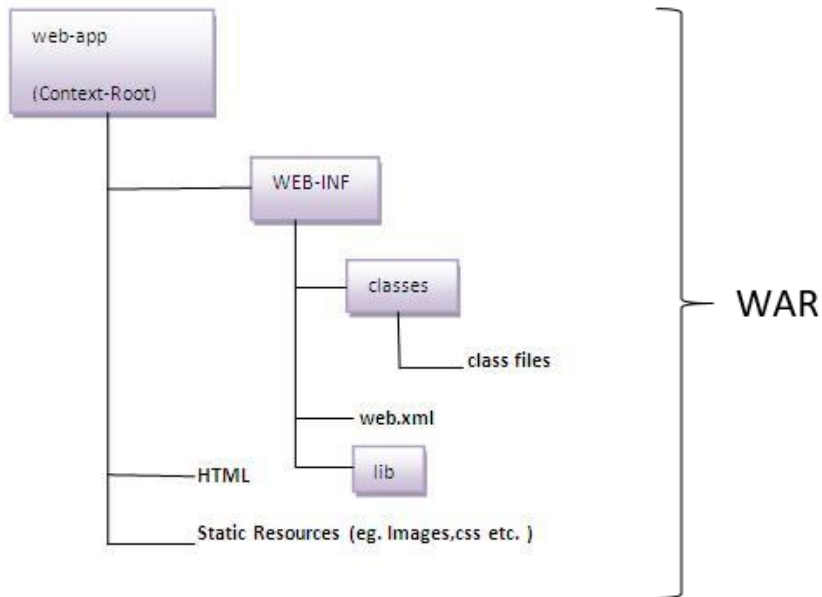 web-app
(Context-Root)
WEB-INF
classes
class files
WAR
web.xml
lib
HTML
Static Resources (eg. Images,css etc. )